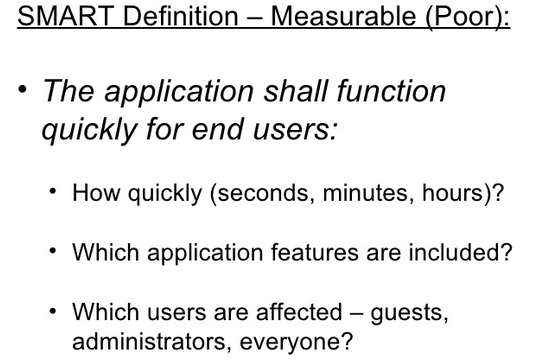 SMART Definition – Measurable (Poor):
• The application shall function
quickly for end users:
• How quickly (seconds, minutes, hours)?
• Which application features are included?
• Which users are affected – guests,
administrators, everyone?